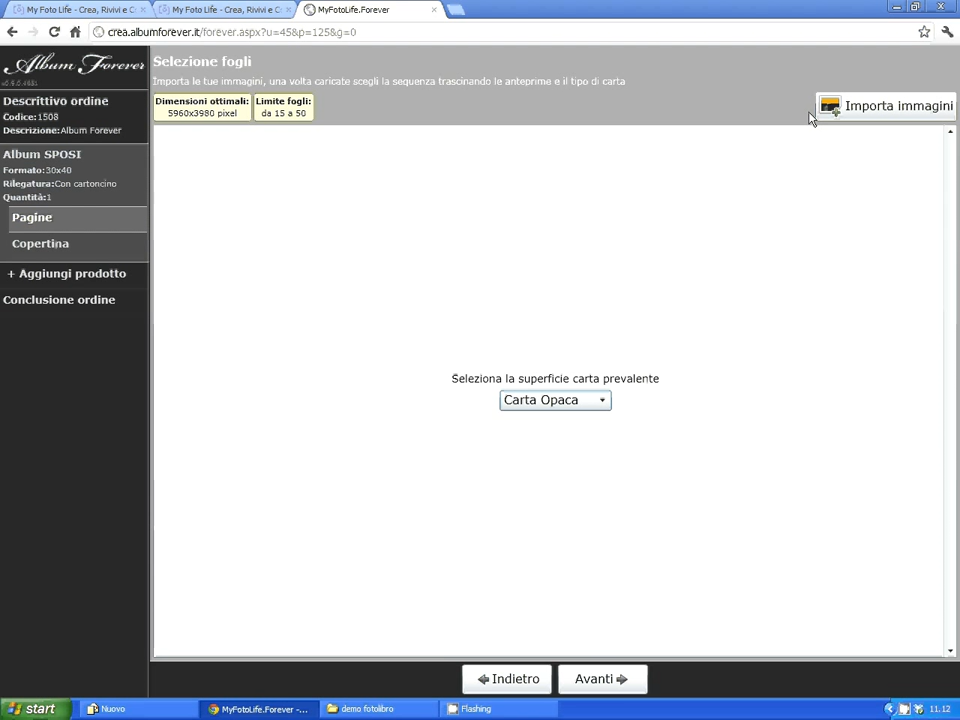 My Foto Life - Crea, Rivivi e C
My Foto Life - Crea, Rivivi e C
MyFotoLife.Forever
crea.albumforever.it/forever.aspx?u=45&p=125&g=0
Album Forever
Selezione fogli
Importa le tue immagini, una volta caricate scegli la sequenza trascinando le anteprime e il tipo di carta
Dimensioni ottimali:
5960x3980 pixel
Limite fogli:
da 15 a 50
Importa immagini
Descrittivo ordine
Codice:1508
Descrizione:Album Forever
Album SPOSI
Formato:30x40
Rilegatura:Con cartoncino
Quantità:1
Pagine
Copertina
+ Aggiungi prodotto
Conclusione ordine
Seleziona la superficie carta prevalente
Carta Opaca
Indietro
Avanti
start
Nuovo
MyFotoLife.Forever -...
demo fotolibro
Flashing
11.12